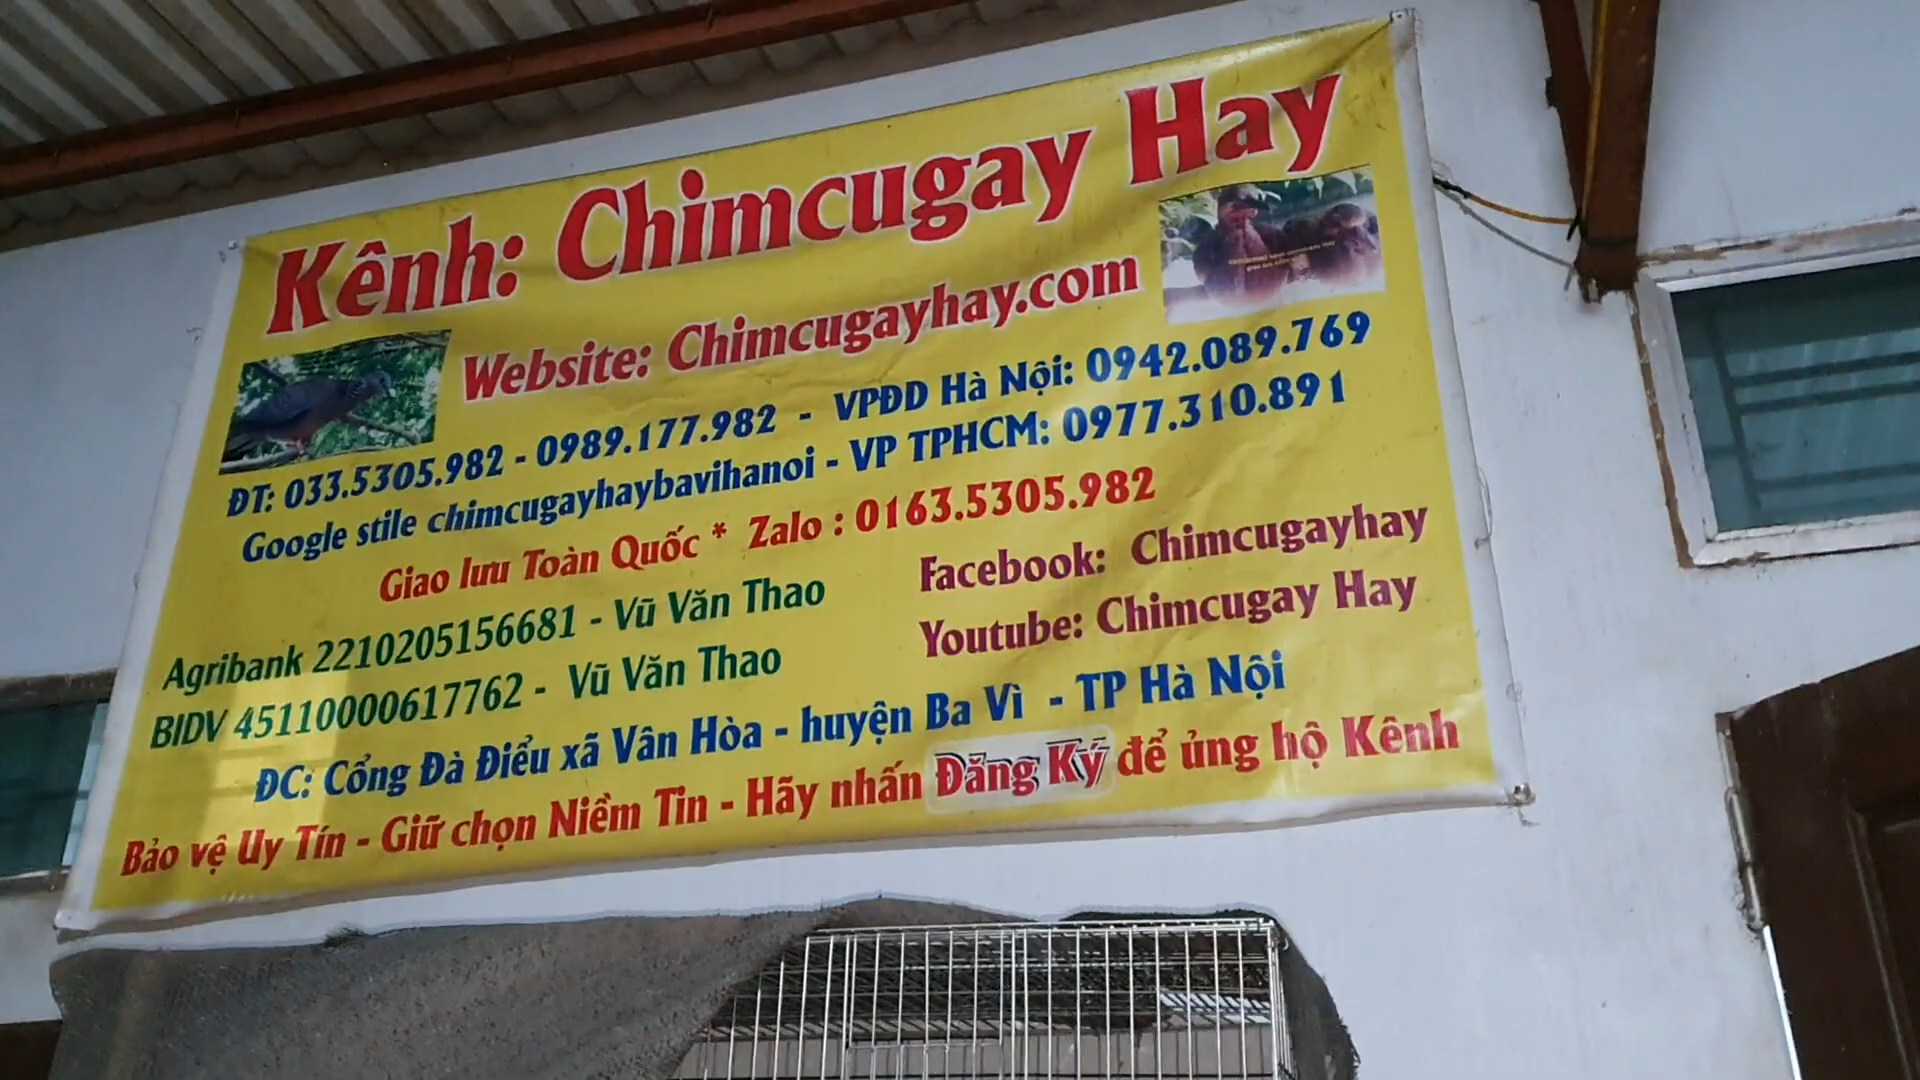 Kênh: Chimcugay Hay
Website: Chimcugayhay.com
ĐT: 033.5305.982 - 0989.177.982 - VPĐD Hà Nội: 0942.089.769
Google stile chimcugayhaybavihanoi - VP TPHCM: 0977.310.891
Giao lưu Toàn Quốc * Zalo : 0163.5305.982
Agribank 2210205156681 - Vũ Văn Thao
BIDV 45110000617762 - Vũ Văn Thao
Facebook: Chimcugayhay
Youtube: Chimcugay Hay
ĐC: Cổng Đà Điểu xã Vân Hòa - huyện Ba Vì - TP Hà Nội
Bảo vệ Uy Tín - Giữ chọn Niềm Tin - Hãy nhấn Đăng Ký để ủng hộ Kênh